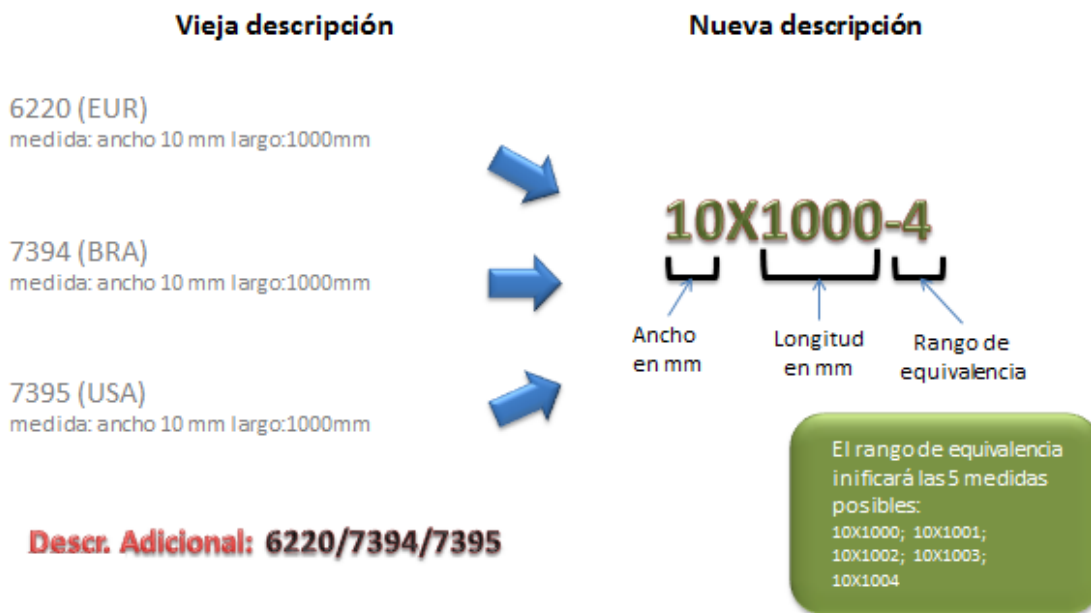 Vieja descripción
Nueva descripción
6220 (EUR)
medida: ancho 10 mm largo:1000mm
7394 (BRA)
medida: ancho 10 mm largo:1000mm
7395 (USA)
medida: ancho 10 mm largo:1000mm
10X1000-4
Ancho
en mm
Longitud
en mm
Rango de
equivalencia
El rango de equivalencia
inificará las 5 medidas
posibles:
10X1000; 10X1001;
10X1002; 10X1003;
10X1004
Descr. Adicional: 6220/7394/7395